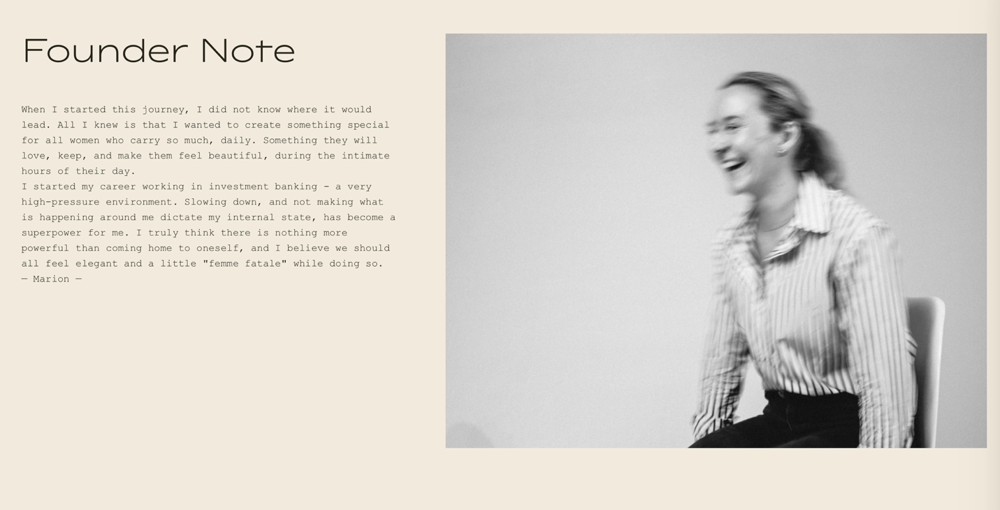 Founder Note
When I started this journey, I did not know where it would
lead. All I knew is that I wanted to create something special
for all women who carry so much, daily. Something they will
love, keep, and make them feel beautiful, during the intimate
hours of their day.
I started my career working in investment banking - a very
high-pressure environment. Slowing down, and not making what
is happening around me dictate my internal state, has become a
superpower for me. I truly think there is nothing more
powerful than coming home to oneself, and I believe we should
all feel elegant and a little "femme fatale" while doing so.
— Marion —